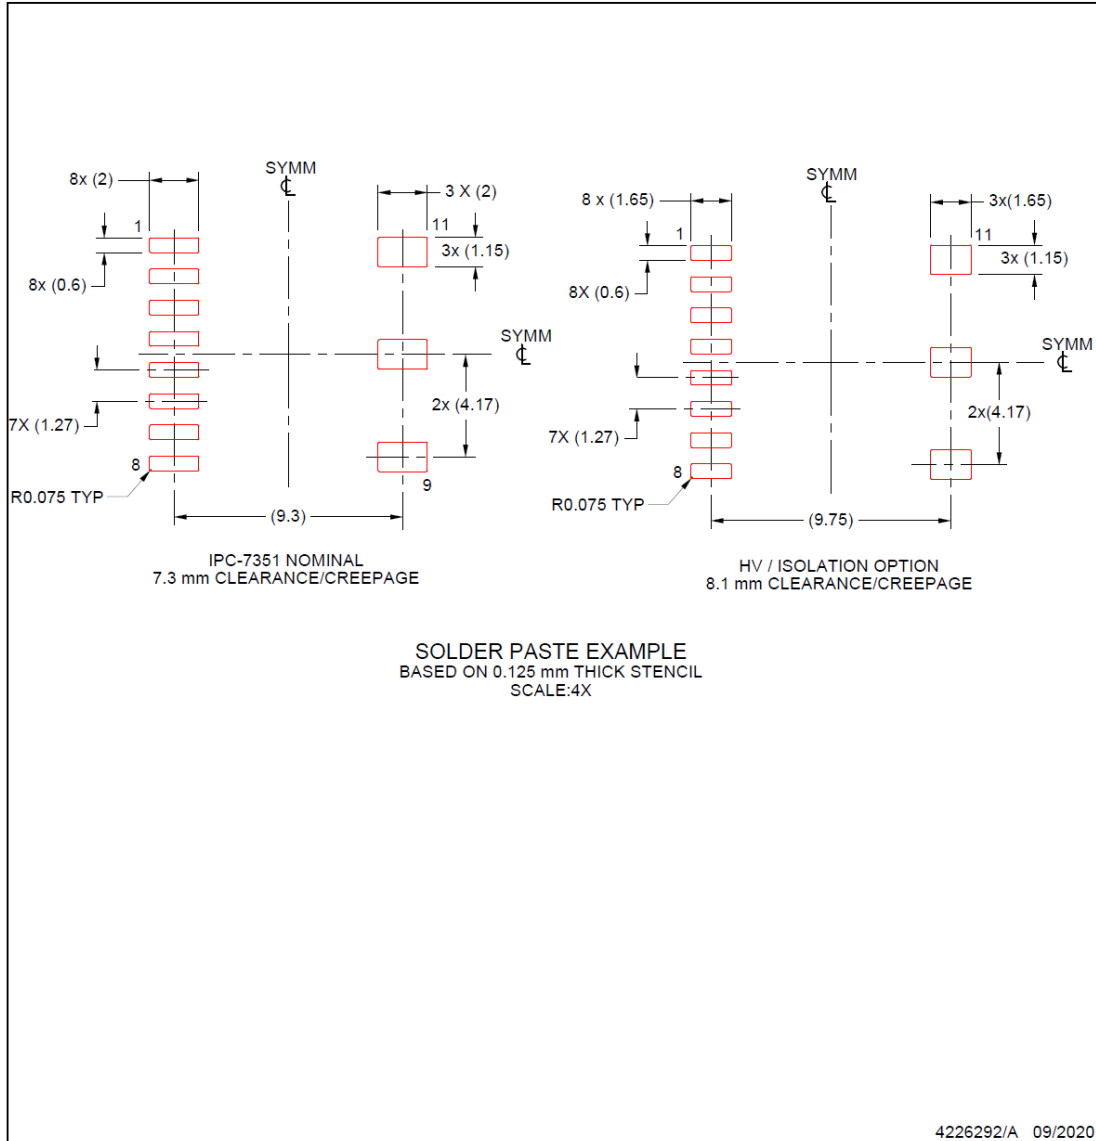 SYMM
℄
8x (2)
3 X (2)
1
11
3x (1.15)
8x (0.6)
SYMM
℄
2x (4.17)
7X (1.27)
8
9
R0.075 TYP
(9.3)
IPC-7351 NOMINAL
7.3 mm CLEARANCE/CREEPAGE
SYMM
℄
8 x (1.65)
3x(1.65)
1
11
3x (1.15)
8X (0.6)
SYMM
℄
2x(4.17)
7X (1.27)
8
R0.075 TYP
(9.75)
HV / ISOLATION OPTION
8.1 mm CLEARANCE/CREEPAGE
SOLDER PASTE EXAMPLE
BASED ON 0.125 mm THICK STENCIL
SCALE:4X
4226292/A 09/2020